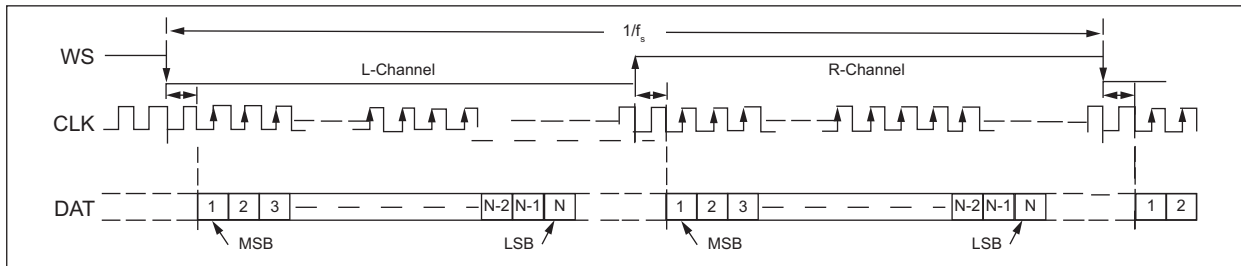 1/fs
WS
L-Channel
R-Channel
CLK
DAT
1 2 3 N-2 N-1 N 1 2 3 N-2 N-1 N 1 2
MSB LSB MSB LSB